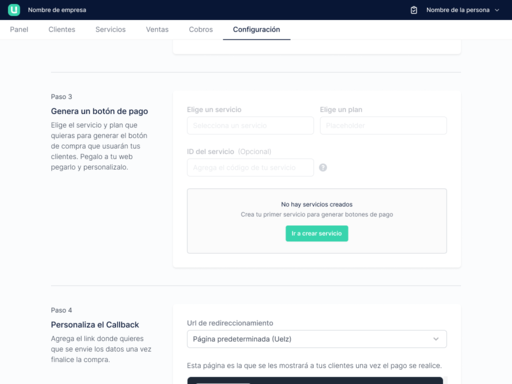 Nombre de empresa
Nombre de la persona
Panel Clientes Servicios Ventas Cobros Configuración
Paso 3
Genera un botón de pago
Elige el servicio y plan que
quieras para generar el botón
de compra que usuarán tus
clientes. Pegalo a tu web
pegarlo y personalízalo.
Elige un servicio
Elige un plan
Selecciona un servicio
Placeholder
ID del servicio (Opcional)
Agrega el código de tu servicio
No hay servicios creados
Crea tu primer servicio para generar botones de pago
Ir a crear servicio
Paso 4
Personaliza el Callback
Agrega el link donde quieres
que se envíe los datos una vez
finalice la compra.
Url de redireccionamiento
Página predeterminada (Uelz)
Esta página es la que se les mostrará a tus clientes una vez el pago se realice.